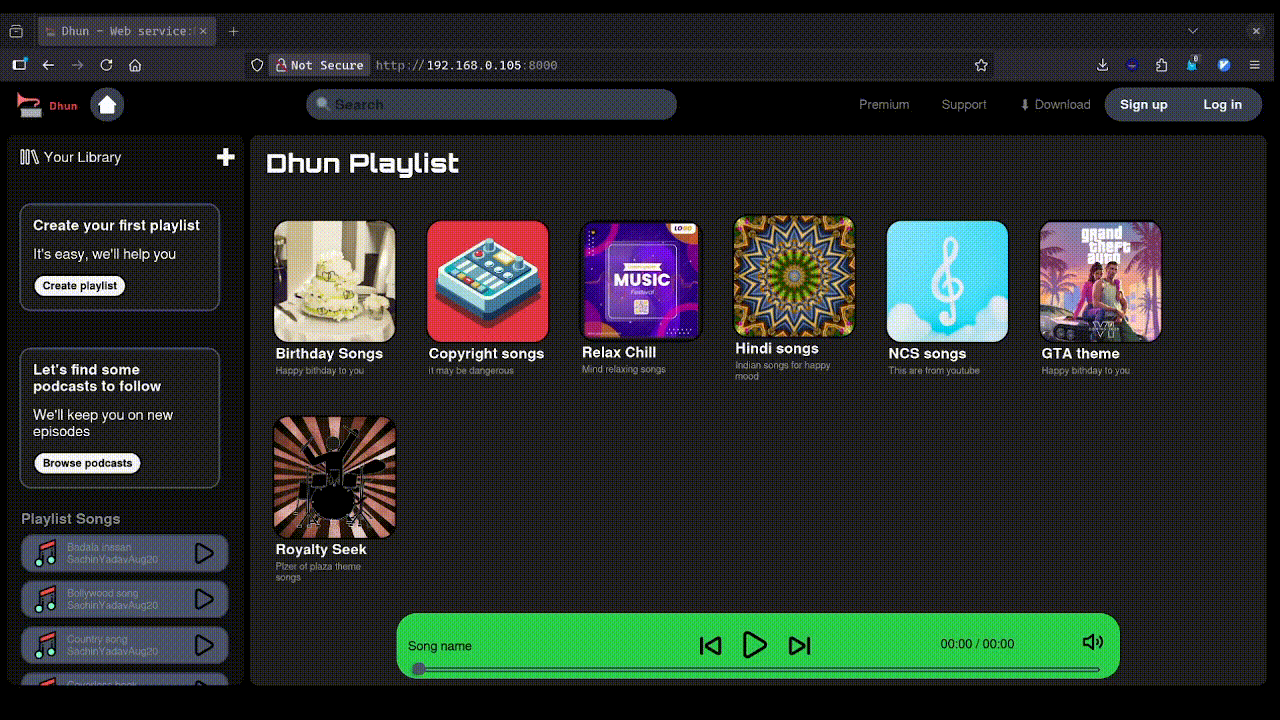 Dhun - Web service:
Not Secure http://192.168.0.105:8000
Dhun
Search
Premium
Support
Download
Sign up
Log in
Your Library
Create your first playlist
It's easy, we'll help you
Create playlist
Let's find some
podcasts to follow
We'll keep you on new
episodes
Browse podcasts
Playlist Songs
Badala inssan
SachinYadavAug20
Bollywood song
SachinYadavAug20
Country song
SachinYadavAug20
Dhun Playlist
LOGO
MUSIC
Festival
grand
theft
auto
VI
Birthday Songs
Happy bithday to you
Copyright songs
it may be dangerous
Relax Chill
Mind relaxing songs
Hindi songs
Indian songs for happy
mood
NCS songs
This are from youtube
GTA theme
Happy bithday to you
Royalty Seek
Plzer of plaza theme
songs
Song name
00:00 / 00:00